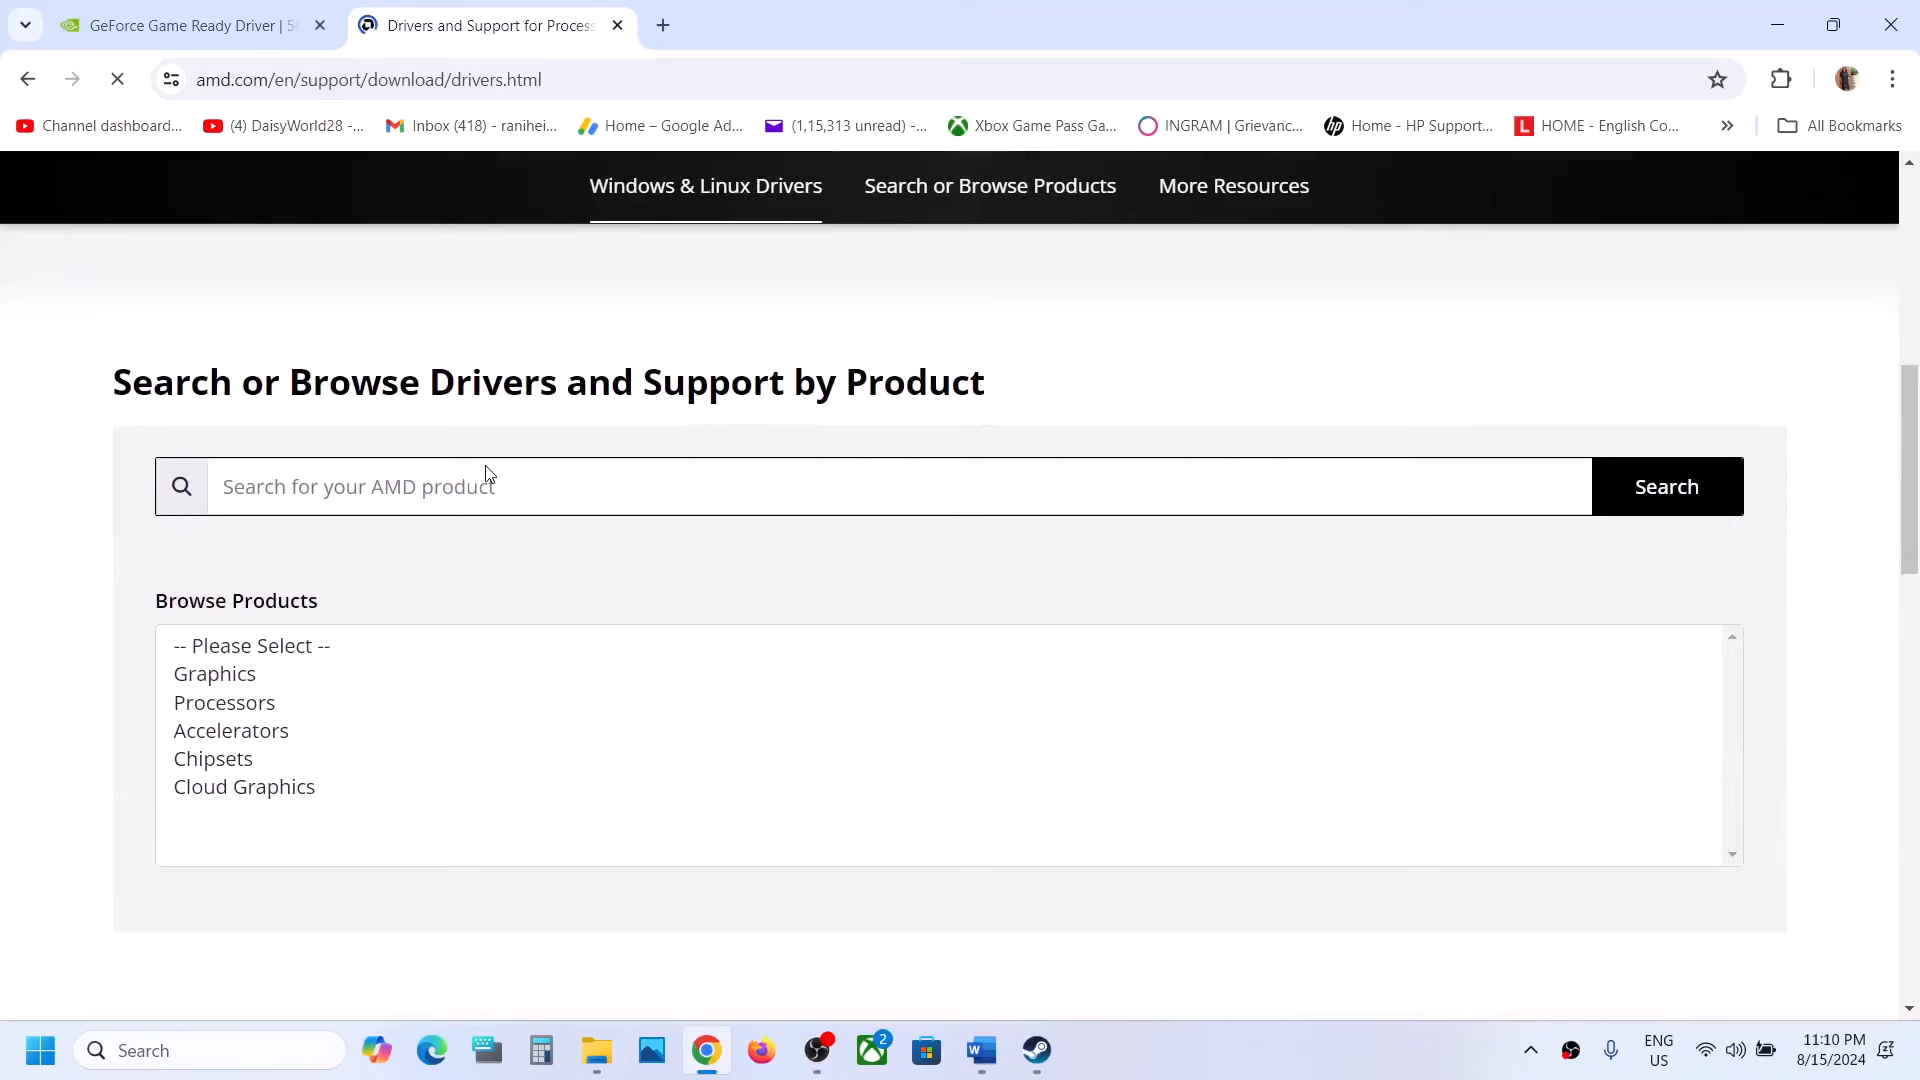 GeForce Game Ready Driver | 5
Drivers and Support for Process
amd.com/en/support/download/drivers.html
Channel dashboard...
(4) DaisyWorld28 -...
Inbox (418) - ranihei...
Home – Google Ad...
(1,15,313 unread) -...
Xbox Game Pass Ga...
INGRAM | Grievanc...
hp
Home - HP Support...
L
HOME - English Co...
All Bookmarks
Windows & Linux Drivers
Search or Browse Products
More Resources
Search or Browse Drivers and Support by Product
Search for your AMD product
Search
Browse Products
-- Please Select --
Graphics
Processors
Accelerators
Chipsets
Cloud Graphics
Search
2
ENG
US
11:10 PM
8/15/2024